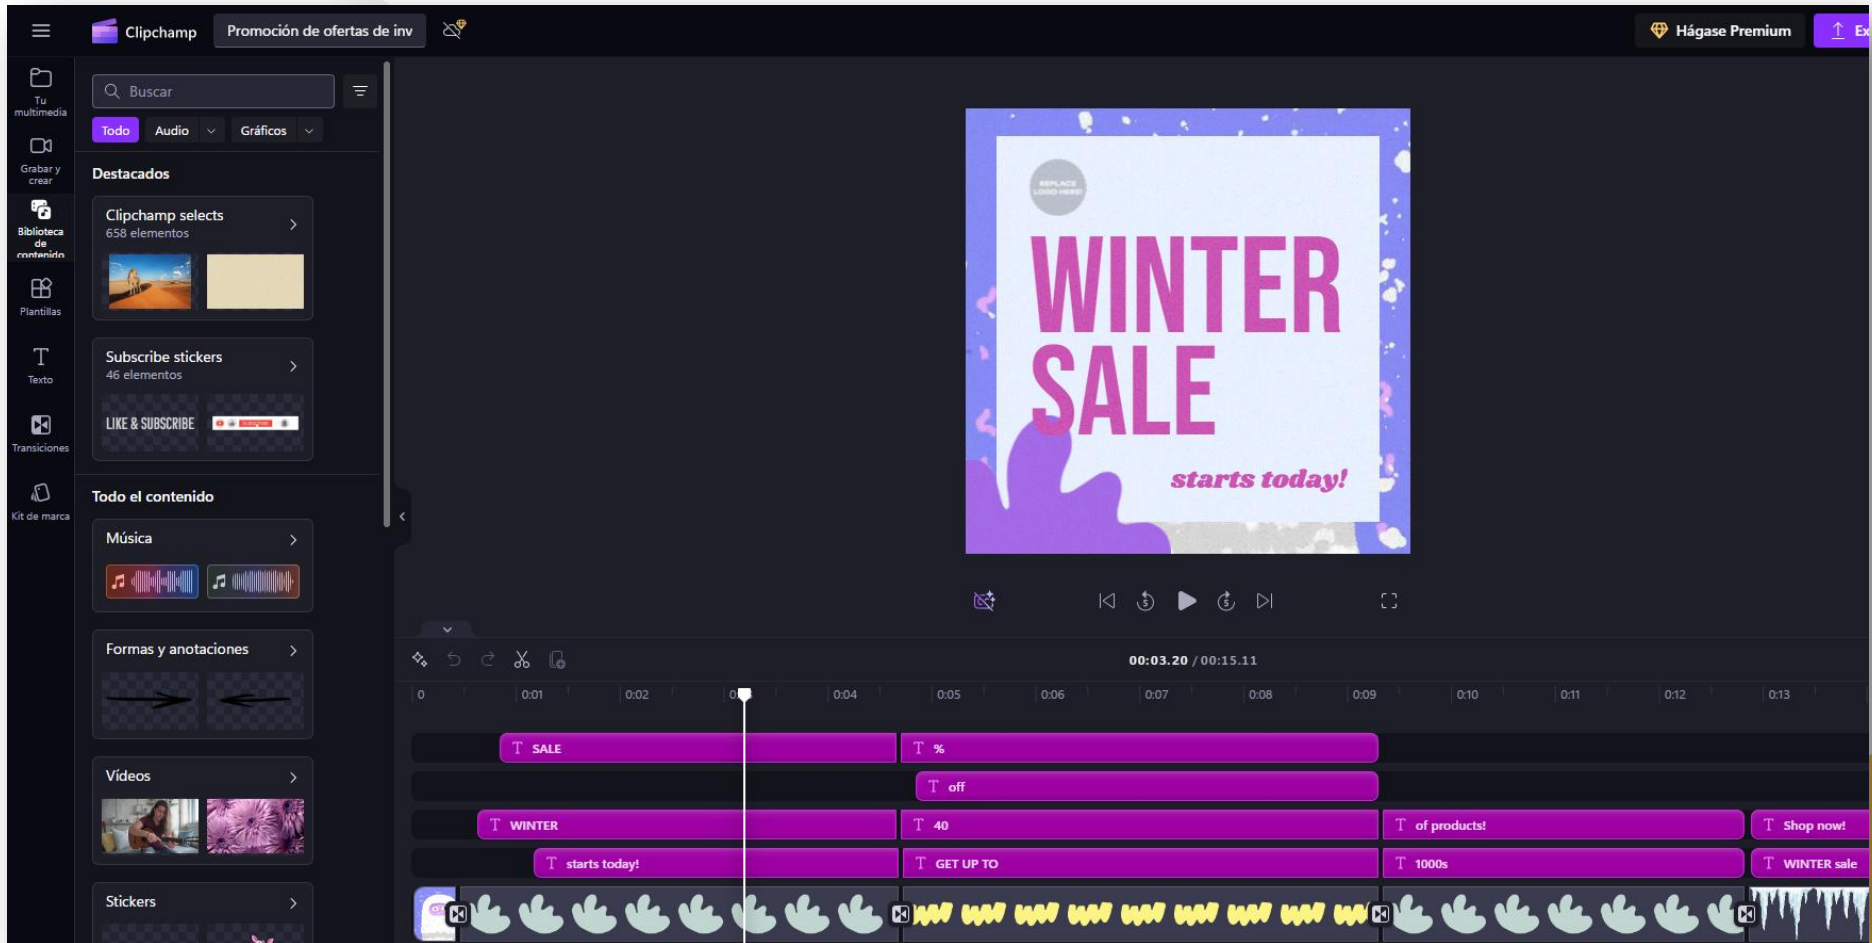 Clipchamp
Promoción de ofertas de inv
Hágase Premium
Ex
Tu
multimedia
Grabar y
crear
Biblioteca
de
contenido
Plantillas
Texto
Transiciones
Kit de marca
Buscar
Todo
Audio
Gráficos
Destacados
Clipchamp selects
658 elementos
Subscribe stickers
46 elementos
LIKE & SUBSCRIBE
Todo el contenido
Música
Formas y anotaciones
Vídeos
Stickers
REPLACE
LOGO HERE!
WINTER
SALE
starts today!
5
5
00:03.20 / 00:15.11
0
0:01
0:02
0:04
0:05
0:06
0:07
0:08
0:09
0:10
0:11
0:12
0:13
T SALE
T %
T off
T WINTER
T 40
T of products!
T Shop now!
T starts today!
T GET UP TO
T 1000s
T WINTER sale